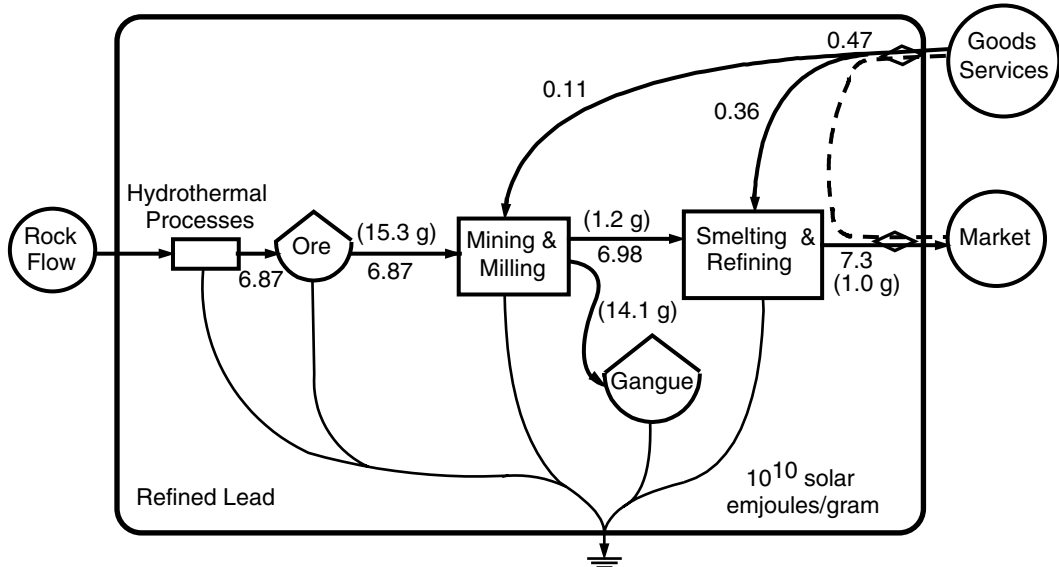 0.47
Goods
Services
0.11
0.36
Hydrothermal
Processes
Rock
Flow
Ore
(15.3 g)
6.87
6.87
Mining &
Milling
(1.2 g)
6.98
Smelting &
Refining
7.3
(1.0 g)
Market
(14.1 g)
Gangue
Refined Lead
10^10 solar
emjoules/gram